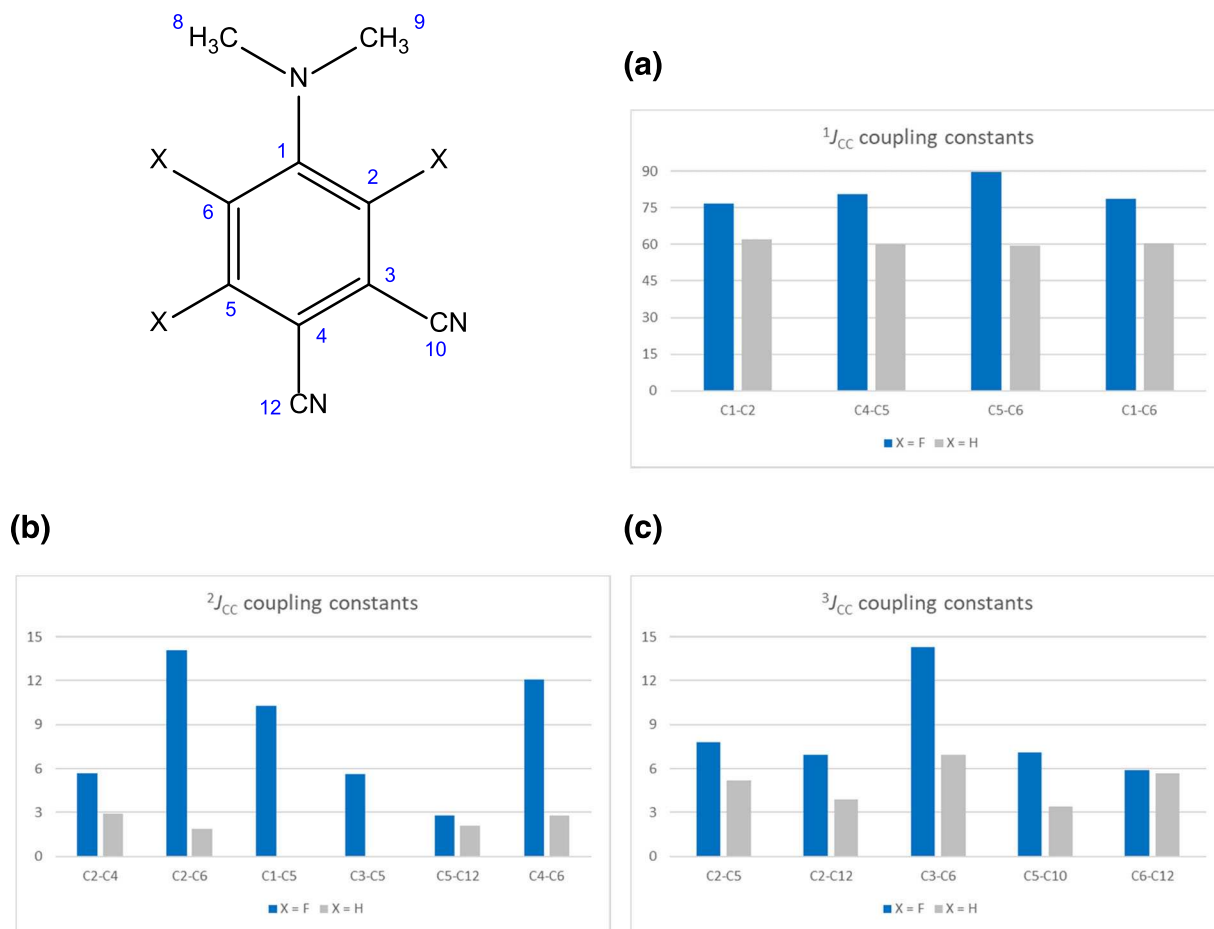 8 9
H₃C CH₃
N
1
X X
2
6
3
X
5
4
CN
10
12 CN
(a)
¹J_CC coupling constants
90
75
60
45
30
15
0
C1-C2 C4-C5 C5-C6 C1-C6
X = F X = H
(b)
²J_CC coupling constants
15
12
9
6
3
0
C2-C4 C2-C6 C1-C5 C3-C5 C5-C12 C4-C6
X = F X = H
(c)
³J_CC coupling constants
15
12
9
6
3
0
C2-C5 C2-C12 C3-C6 C5-C10 C6-C12
X = F X = H